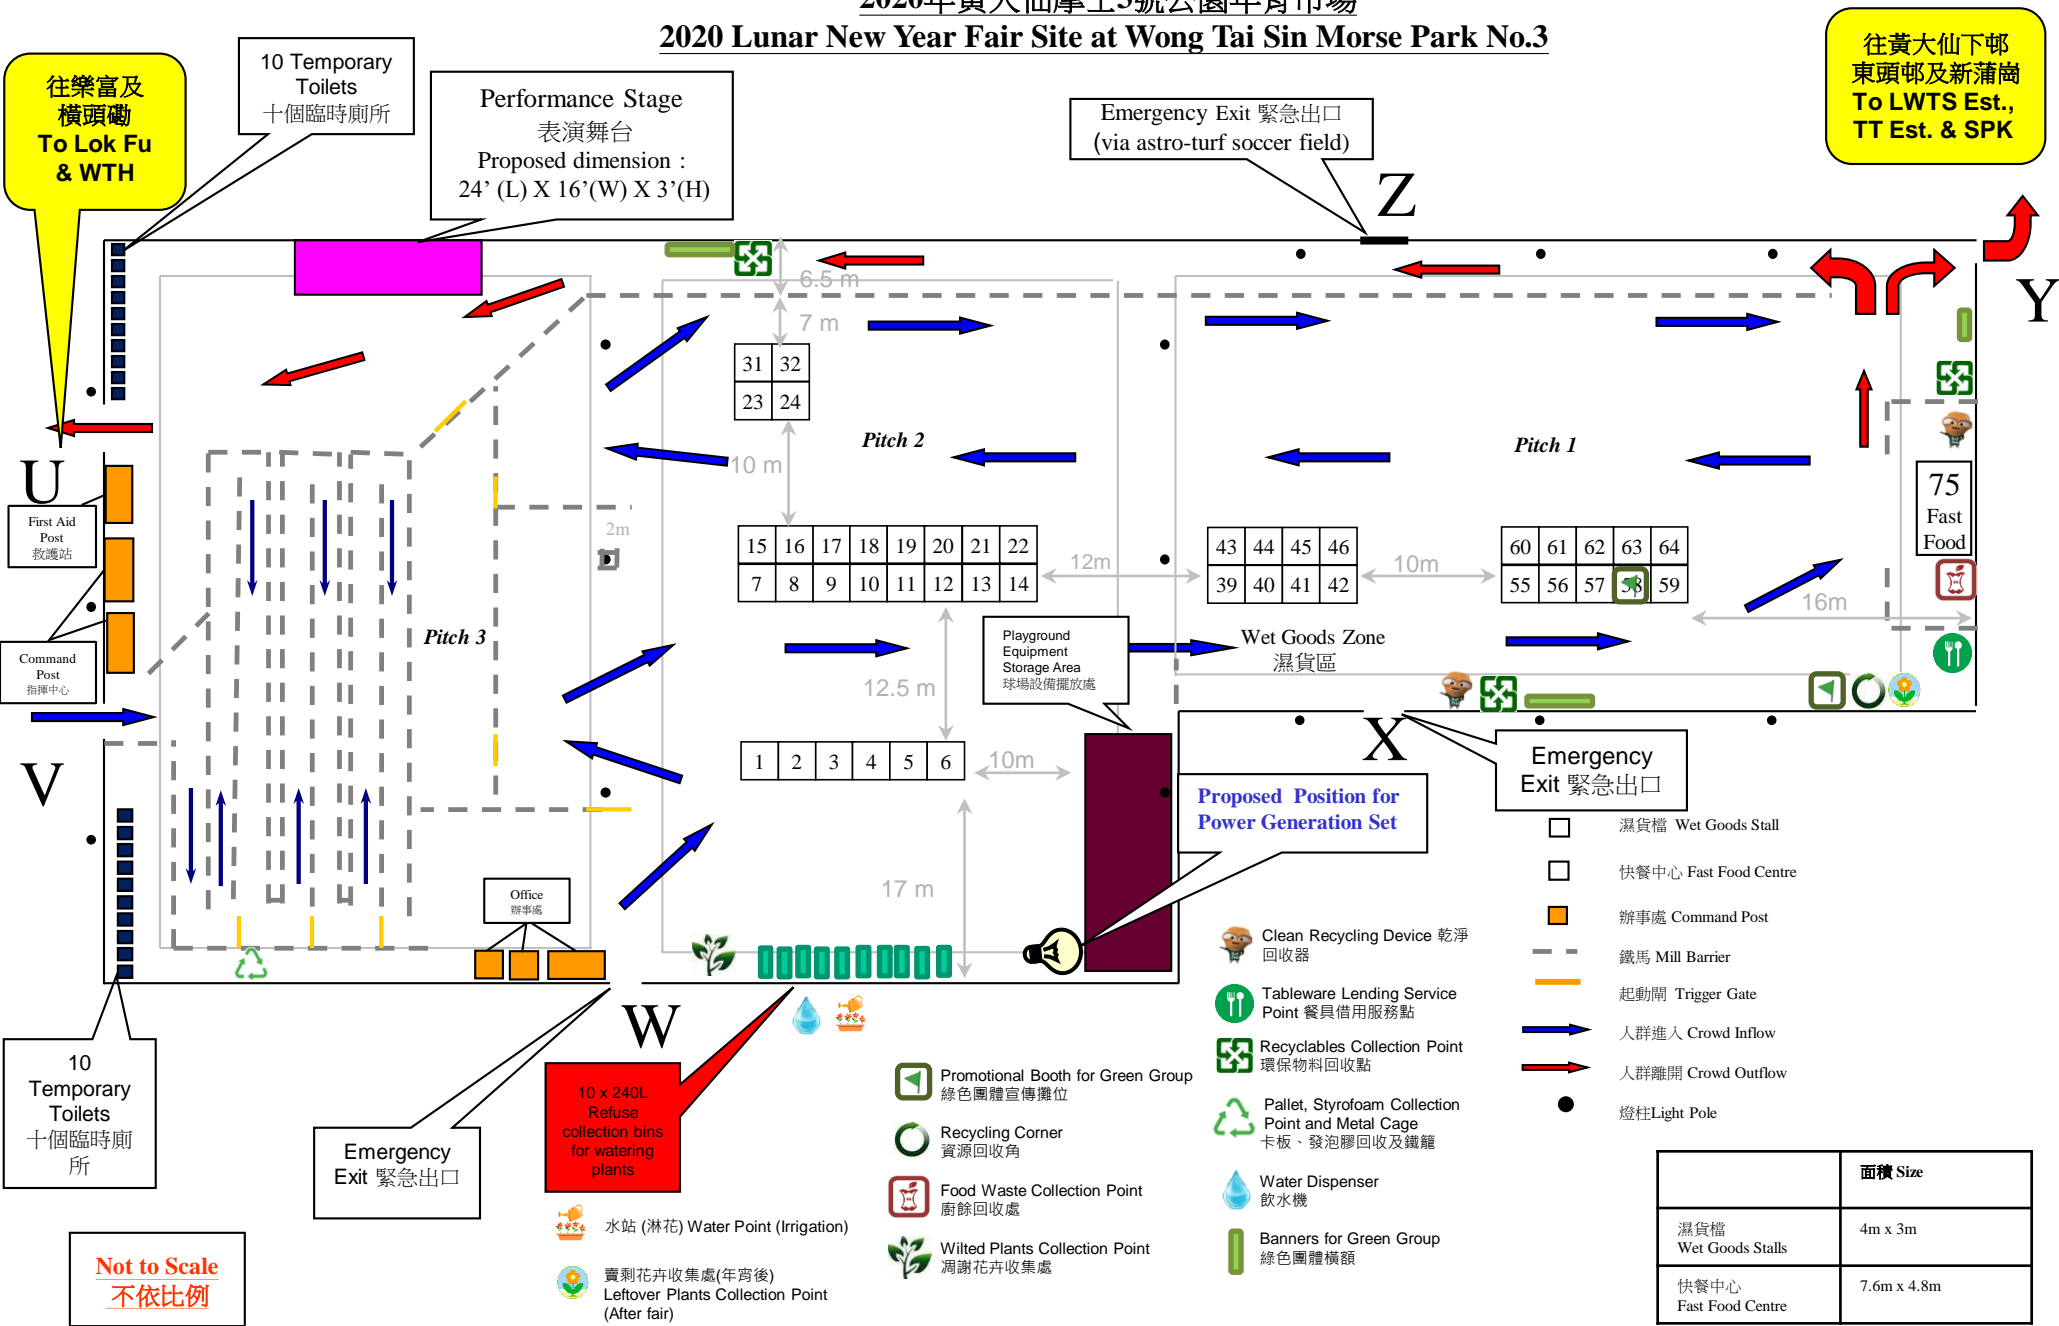 2020年黃大仙摩士3號公園年宵市場
2020 Lunar New Year Fair Site at Wong Tai Sin Morse Park No.3
往樂富及
橫頭磡
To Lok Fu
& WTH
10 Temporary
Toilets
十個臨時廁所
Performance Stage
表演舞台
Proposed dimension :
24’ (L) X 16’(W) X 3’(H)
Emergency Exit 緊急出口
(via astro-turf soccer field)
往黃大仙下邨
東頭邨及新蒲崗
To LWTS Est.,
TT Est. & SPK
Z
Y
6.5 m
7 m
31 32
23 24
Pitch 2
Pitch 1
10 m
U
First Aid
Post
救護站
75
Fast
Food
2m
15 16 17 18 19 20 21 22
7 8 9 10 11 12 13 14
12m
43 44 45 46
39 40 41 42
10m
60 61 62 63 64
55 56 57 58 59
16m
Pitch 3
Command
Post
指揮中心
Playground
Equipment
Storage Area
球場設備擺放處
Wet Goods Zone
濕貨區
12.5 m
V
1 2 3 4 5 6
10m
X
Emergency
Exit 緊急出口
Proposed Position for
Power Generation Set
17 m
Office
辦事處
W
10
Temporary
Toilets
十個臨時廁
所
Emergency
Exit 緊急出口
10 x 240L
Refuse
collection bins
for watering
plants
水站 (淋花) Water Point (Irrigation)
賣剩花卉收集處(年宵後)
Leftover Plants Collection Point
(After fair)
Promotional Booth for Green Group
綠色團體宣傳攤位
Recycling Corner
資源回收角
Food Waste Collection Point
廚餘回收處
Wilted Plants Collection Point
凋謝花卉收集處
Clean Recycling Device 乾淨
回收器
Tableware Lending Service
Point 餐具借用服務點
Recyclables Collection Point
環保物料回收點
Pallet, Styrofoam Collection
Point and Metal Cage
卡板、發泡膠回收及鐵籠
Water Dispenser
飲水機
Banners for Green Group
綠色團體橫額
濕貨檔 Wet Goods Stall
快餐中心 Fast Food Centre
辦事處 Command Post
鐵馬 Mill Barrier
起動閘 Trigger Gate
人群進入 Crowd Inflow
人群離開 Crowd Outflow
燈柱Light Pole
面積 Size
濕貨檔
Wet Goods Stalls
4m x 3m
快餐中心
Fast Food Centre
7.6m x 4.8m
Not to Scale
不依比例